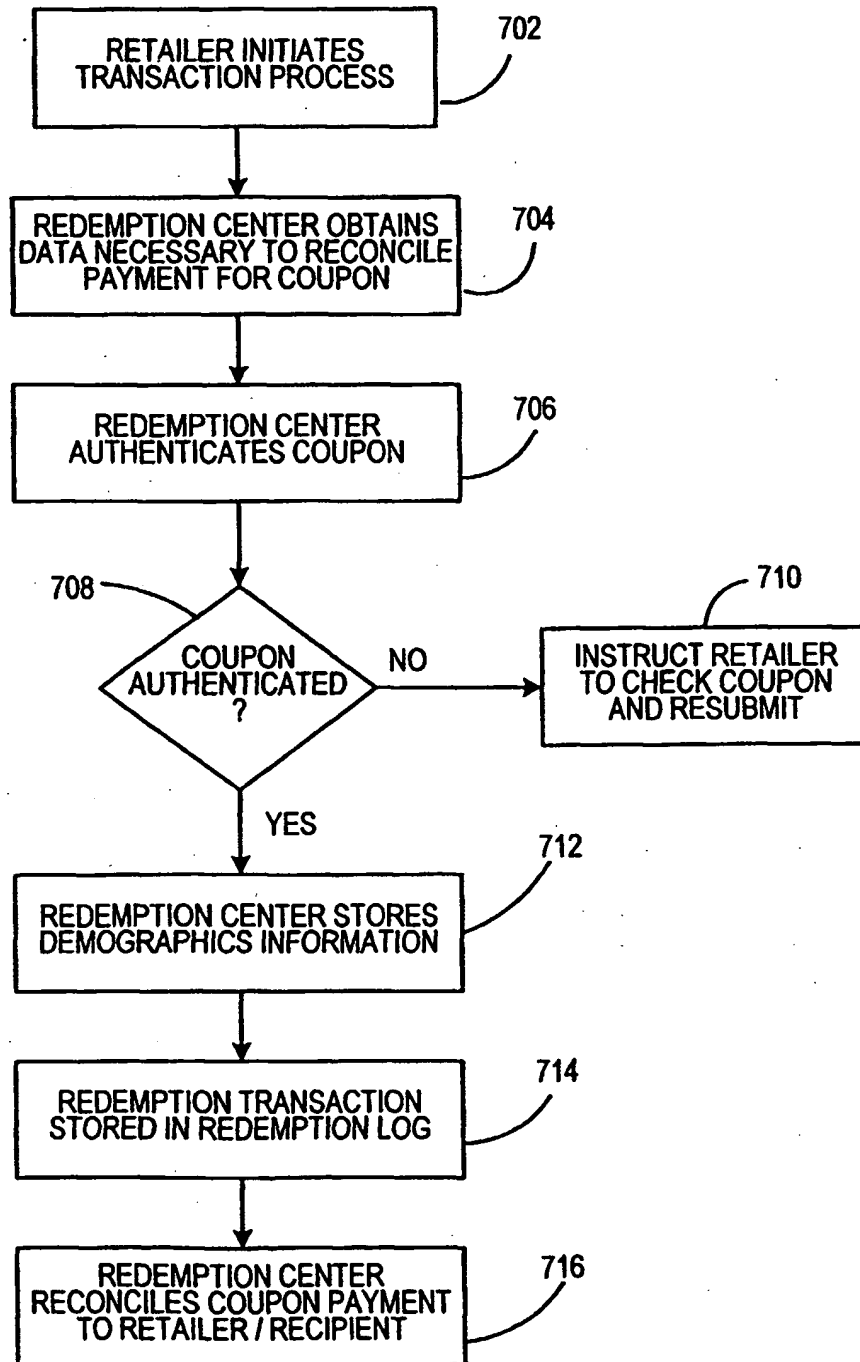 RETAILER INITIATES
TRANSACTION PROCESS
702
REDEMPTION CENTER OBTAINS
DATA NECESSARY TO RECONCILE
PAYMENT FOR COUPON
704
REDEMPTION CENTER
AUTHENTICATES COUPON
706
708
COUPON
AUTHENTICATED
?
NO
710
INSTRUCT RETAILER
TO CHECK COUPON
AND RESUBMIT
YES
712
REDEMPTION CENTER STORES
DEMOGRAPHICS INFORMATION
714
REDEMPTION TRANSACTION
STORED IN REDEMPTION LOG
REDEMPTION CENTER
RECONCILES COUPON PAYMENT
TO RETAILER / RECIPIENT
716